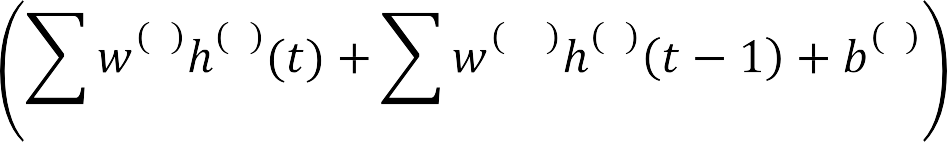 (∑ w⁽ ⁾h⁽ ⁾(t) + ∑ w⁽  ⁾h⁽ ⁾(t − 1) + b⁽ ⁾)